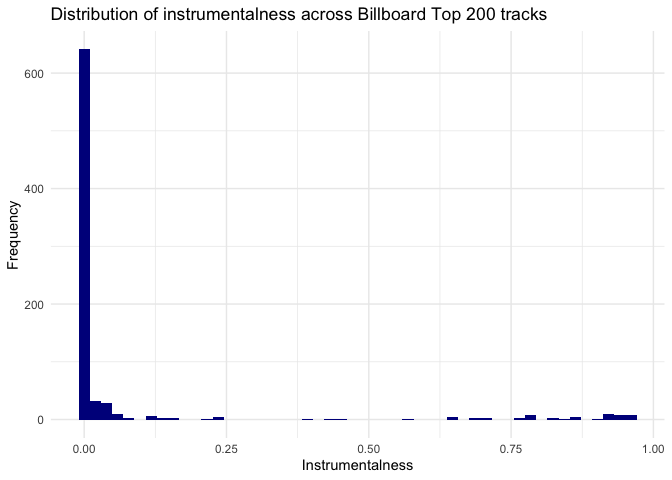 Distribution of instrumentalness across Billboard Top 200 tracks
Frequency
600
400
200
0
0.00 0.25 0.50 0.75 1.00
Instrumentalness